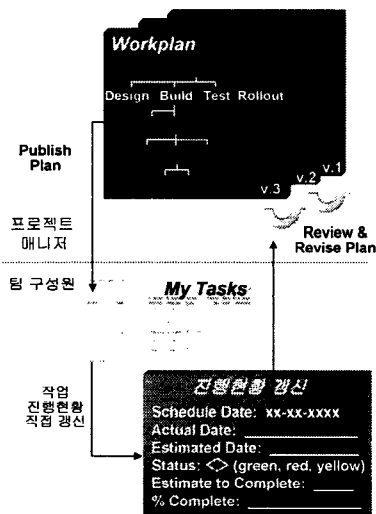 Workplan
Design Build Test Rollout
v.1
v.2
v.3
Publish
Plan
Review &
Revise Plan
프로젝트
매니저
팀 구성원
My Tasks
작업
진행현황
직접 갱신
진행현황 갱신
Schedule Date: xx-xx-xxxx
Actual Date:
Estimated Date:
Status: <> (green, red, yellow)
Estimate to Complete:
% Complete: